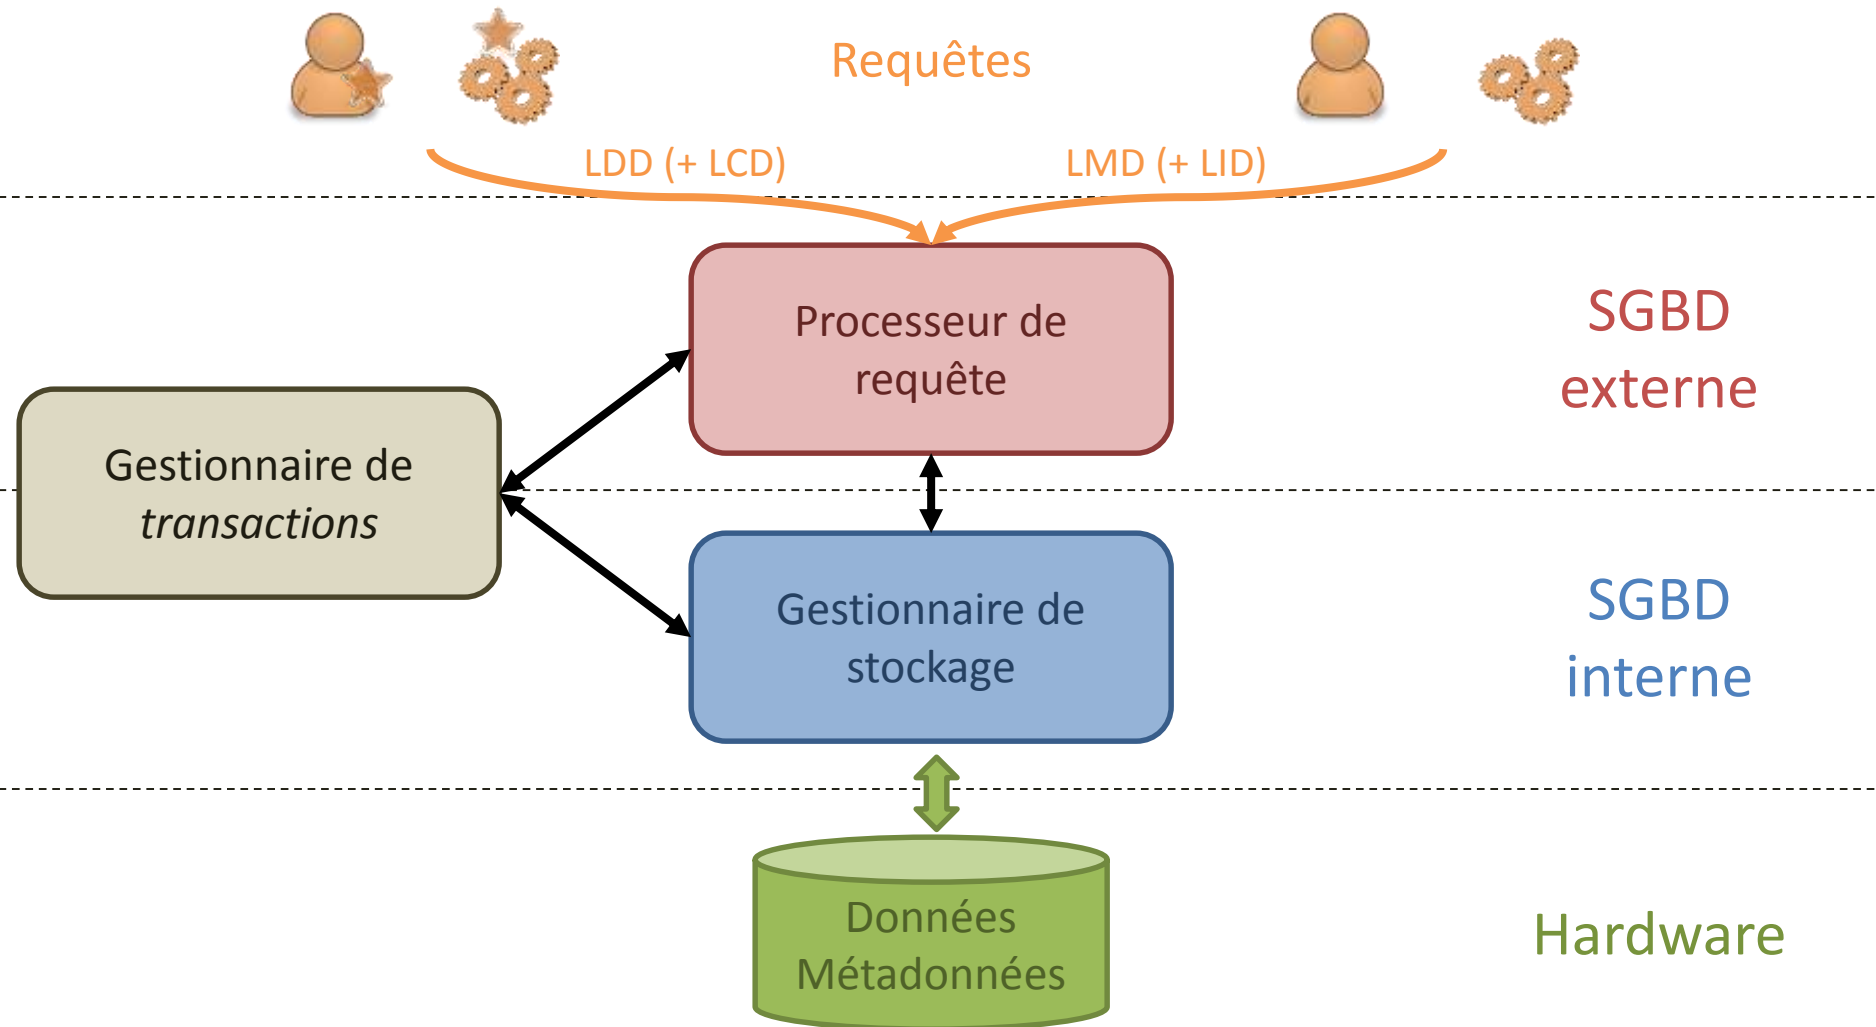 Requêtes
LDD (+ LCD)
LMD (+ LID)
Processeur de
requête
SGBD
externe
Gestionnaire de
transactions
Gestionnaire de
stockage
SGBD
interne
Données
Métadonnées
Hardware